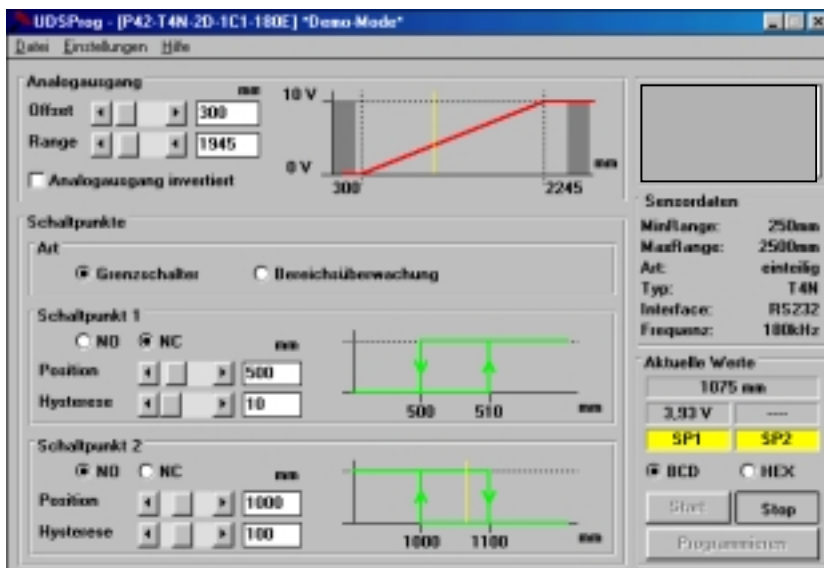 UDSProg - [P42-T4N-2D-1C1-180E] *Demo-Mode*
Datei Einstellungen Hilfe
Analogausgang
mm
Offset 300
Range 1945
Analogausgang invertiert
10 V
0 V
300 2245
mm
Schaltpunkte
Art
Grenzschalter Bereichsüberwachung
Schaltpunkt 1
NO NC mm
Position 500
Hysterese 10
500 510 mm
Schaltpunkt 2
NO NC mm
Position 1000
Hysterese 100
1000 1100 mm
Sensordaten
MinRange: 250mm
MaxRange: 2500mm
Art: einteilig
Typ: T4N
Interface: RS232
Frequenz: 180kHz
Aktuelle Werte
1075 mm
3,93 V ----
SP1 SP2
BCD HEX
Start Stop
Programmieren